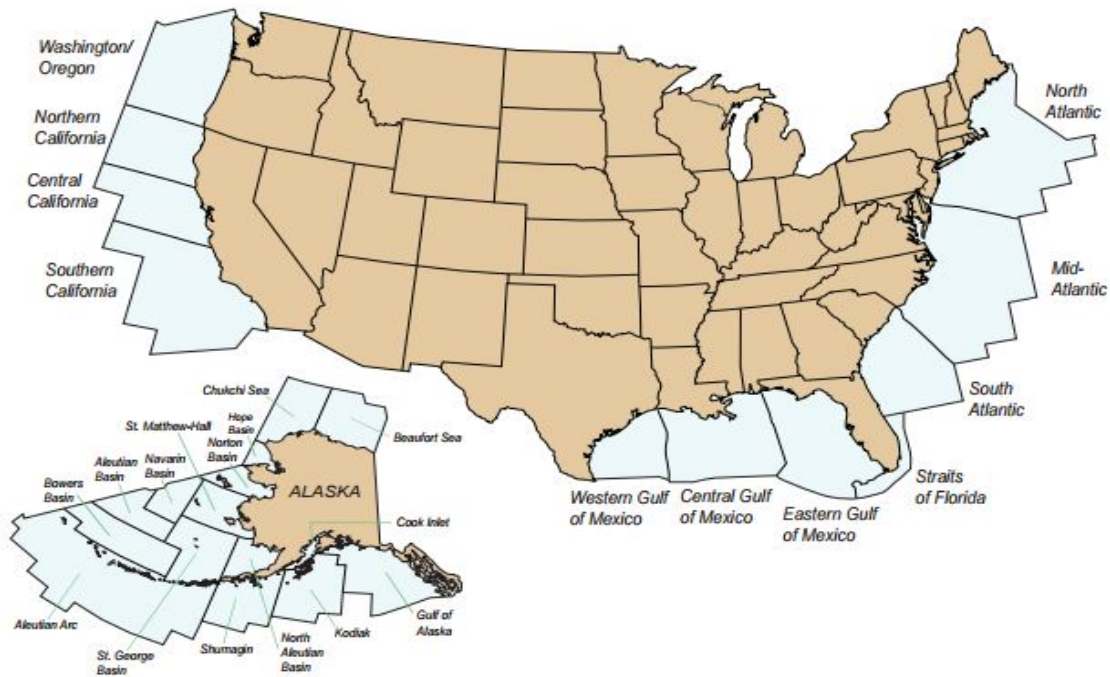 Washington/
Oregon
Northern
California
Central
California
Southern
California
North
Atlantic
Mid-
Atlantic
South
Atlantic
Straits
of Florida
Western Gulf
of Mexico
Central Gulf
of Mexico
Eastern Gulf
of Mexico
Chukchi Sea
Beaufort Sea
St. Matthew-Hall
Hope
Basin
Norton
Basin
Navarin
Basin
Aleutian
Basin
Bowers
Basin
ALASKA
Cook Inlet
Aleutian Arc
St. George
Basin
Shumagin
North
Aleutian
Basin
Kodiak
Gulf of
Alaska